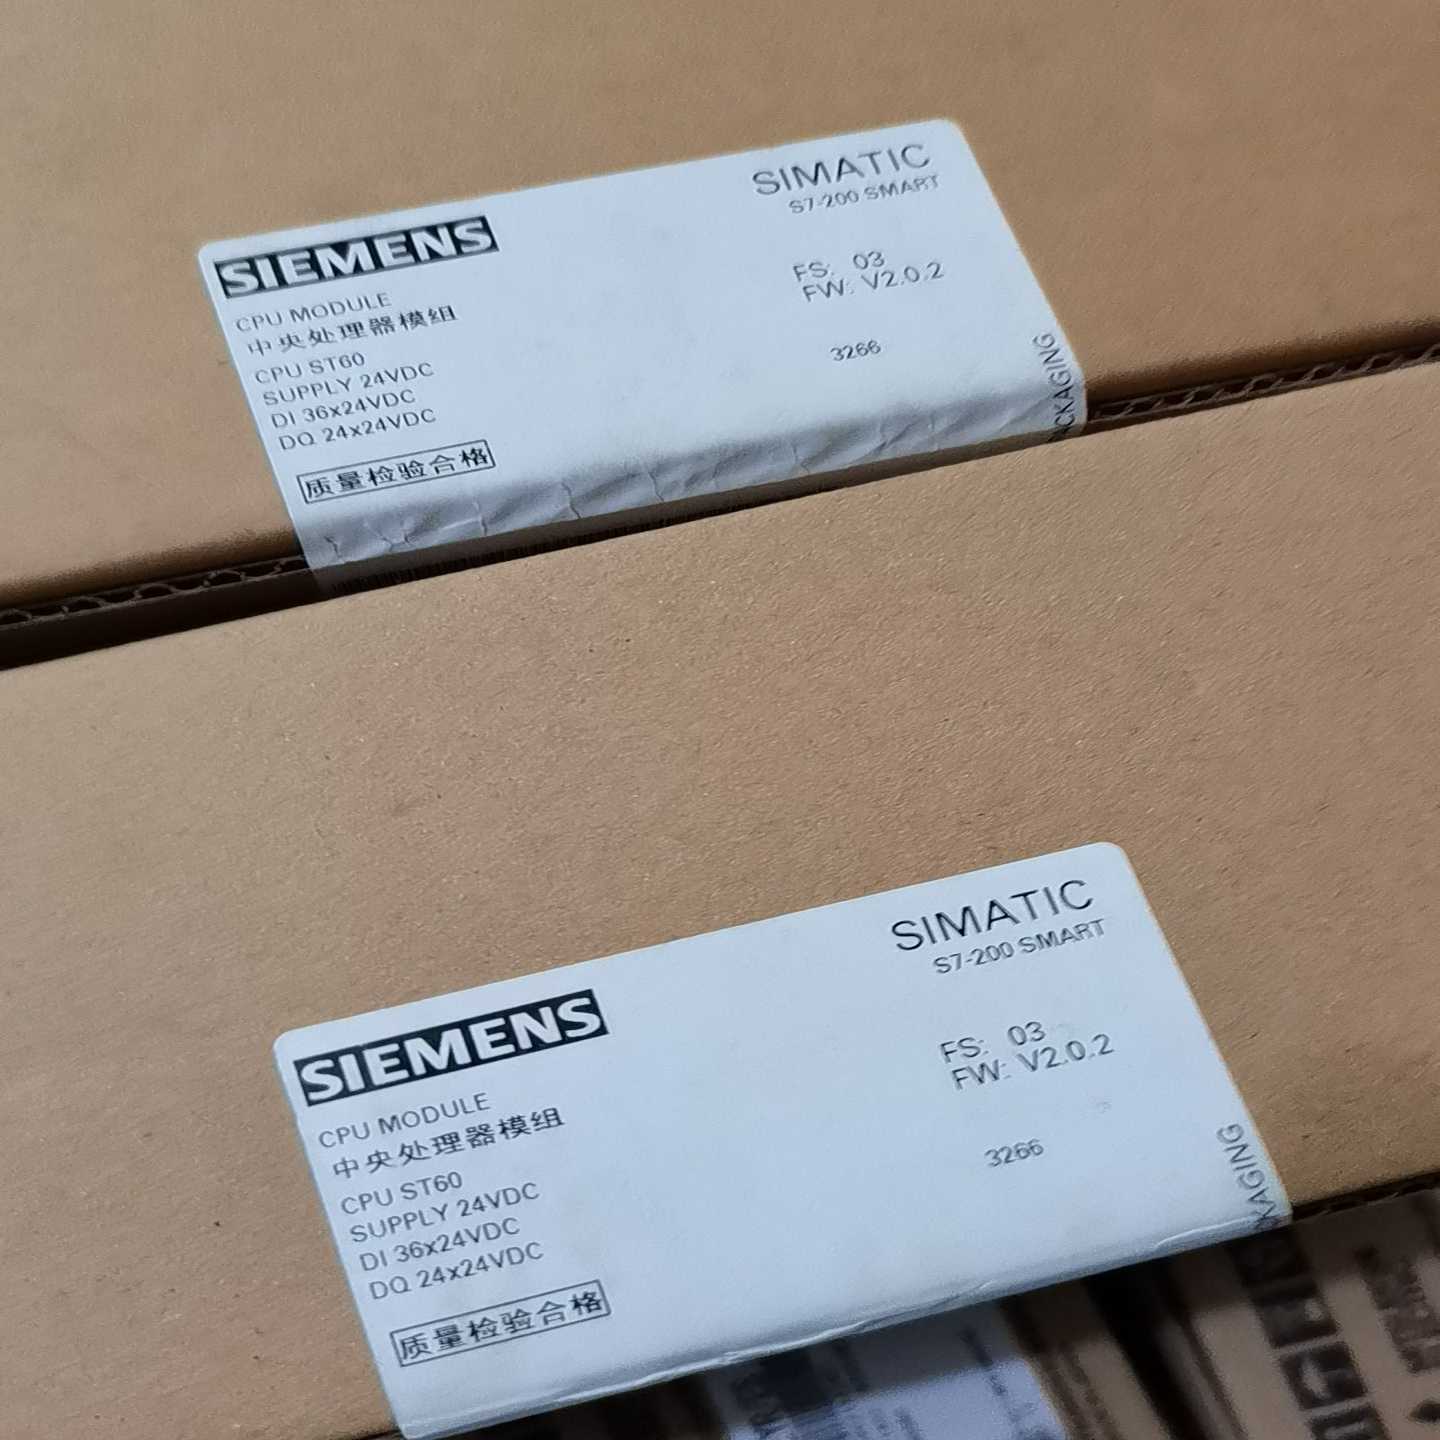 SIEMENS
SIMATIC
S7-200 SMART
CPU MODULE
中央处理器模组
CPU ST60
SUPPLY 24VDC
DI 36x24VDC
DQ 24x24VDC
质量检验合格
FS: 03
FW: V2.0.2
3266
SIEMENS
SIMATIC
S7-200 SMART
CPU MODULE
中央处理器模组
CPU ST60
SUPPLY 24VDC
DI 36x24VDC
DQ 24x24VDC
质量检验合格
FS: 03
FW: V2.0.2
3266